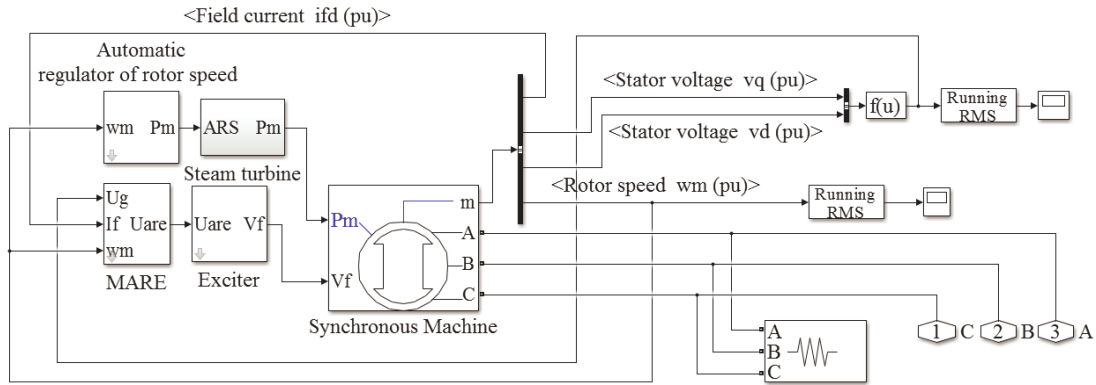 <Field current ifd (pu)>
Automatic
regulator of rotor speed
wm Pm
ARS Pm
Steam turbine
Ug
If Uare
wm
MARE
Uare Vf
Exciter
Pm
Vf
m
A
B
C
Synchronous Machine
<Stator voltage vq (pu)>
<Stator voltage vd (pu)>
<Rotor speed wm (pu)>
f(u)
Running
RMS
Running
RMS
A
B
C
1 C
2 B
3 A